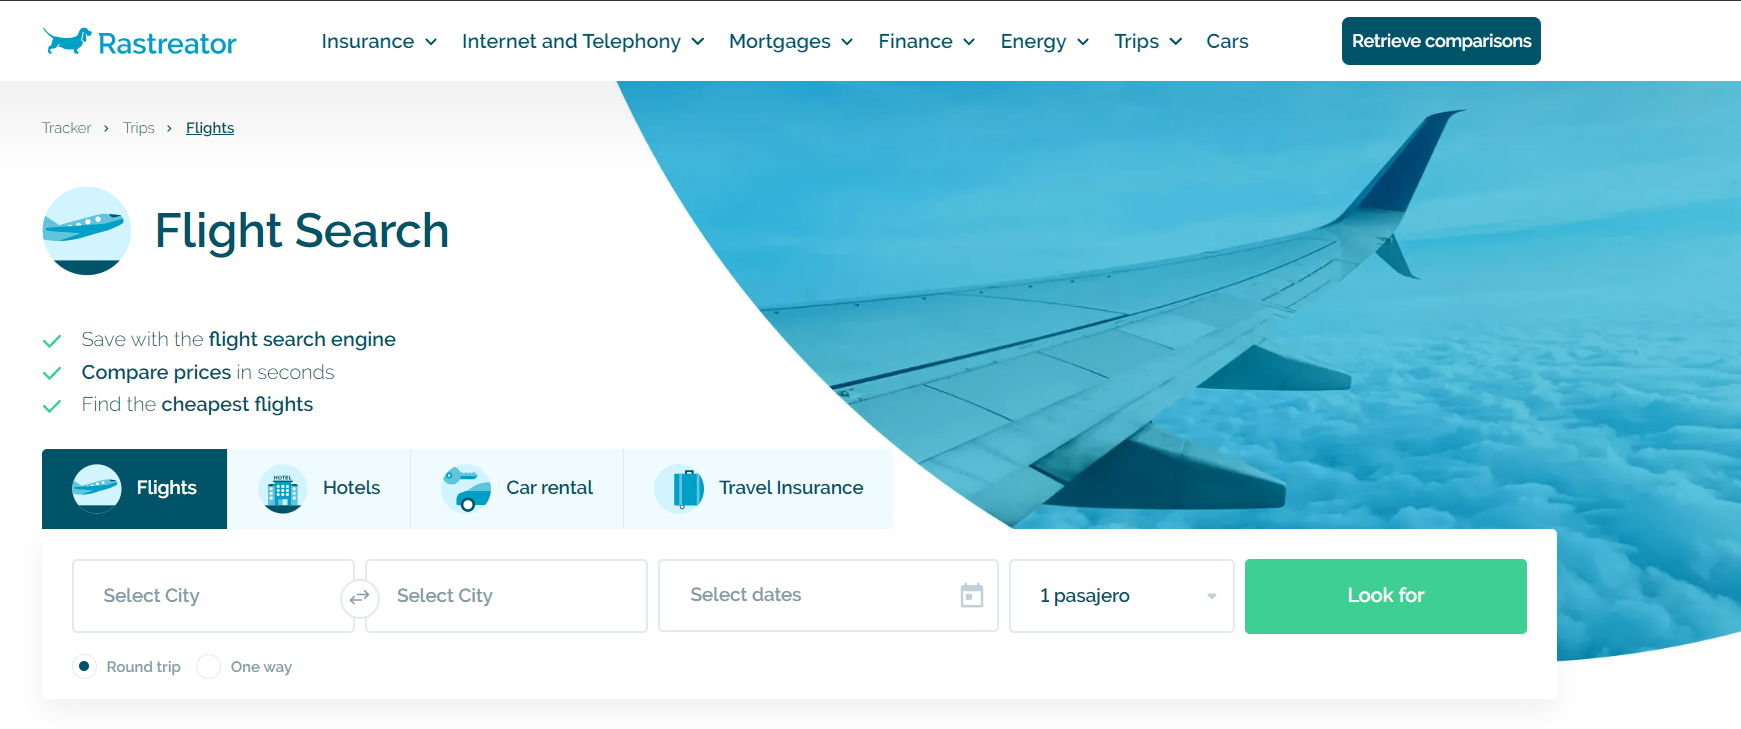 Rastreator
Insurance
Internet and Telephony
Mortgages
Finance
Energy
Trips
Cars
Retrieve comparisons
Tracker > Trips > Flights
Flight Search
Save with the flight search engine
Compare prices in seconds
Find the cheapest flights
Flights
HOTEL
Hotels
Car rental
Travel Insurance
Select City
Select City
Select dates
1 pasajero
Look for
Round trip
One way